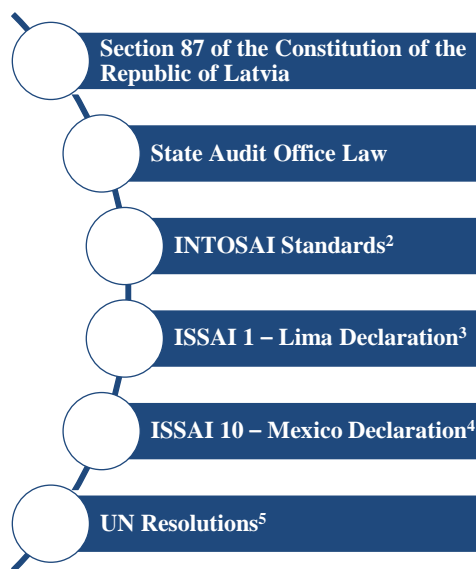 Section 87 of the Constitution of the
Republic of Latvia
State Audit Office Law
INTOSAI Standards²
ISSAI 1 – Lima Declaration³
ISSAI 10 – Mexico Declaration⁴
UN Resolutions⁵